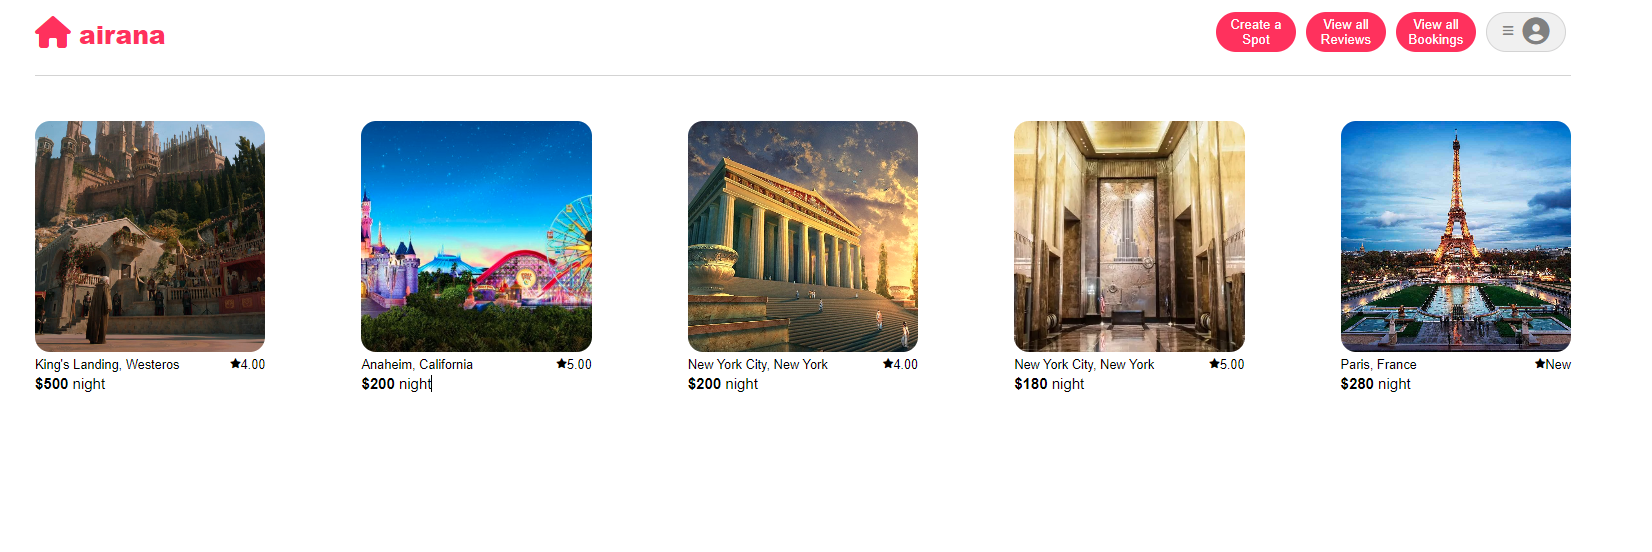 airana
Create a
Spot
View all
Reviews
View all
Bookings
King's Landing, Westeros
4.00
$500 night
Anaheim, California
5.00
$200 night
New York City, New York
4.00
$200 night
New York City, New York
5.00
$180 night
Paris, France
New
$280 night